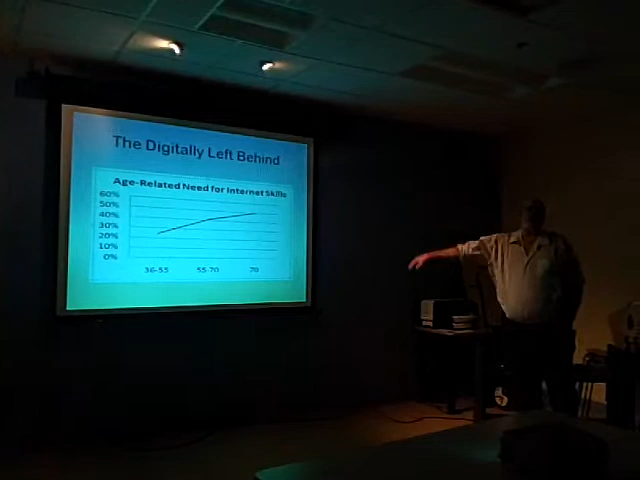 The Digitally Left Behind
Age-Related Need for Internet Skills
60%
50%
40%
30%
20%
10%
0%
36-55 55-70 70